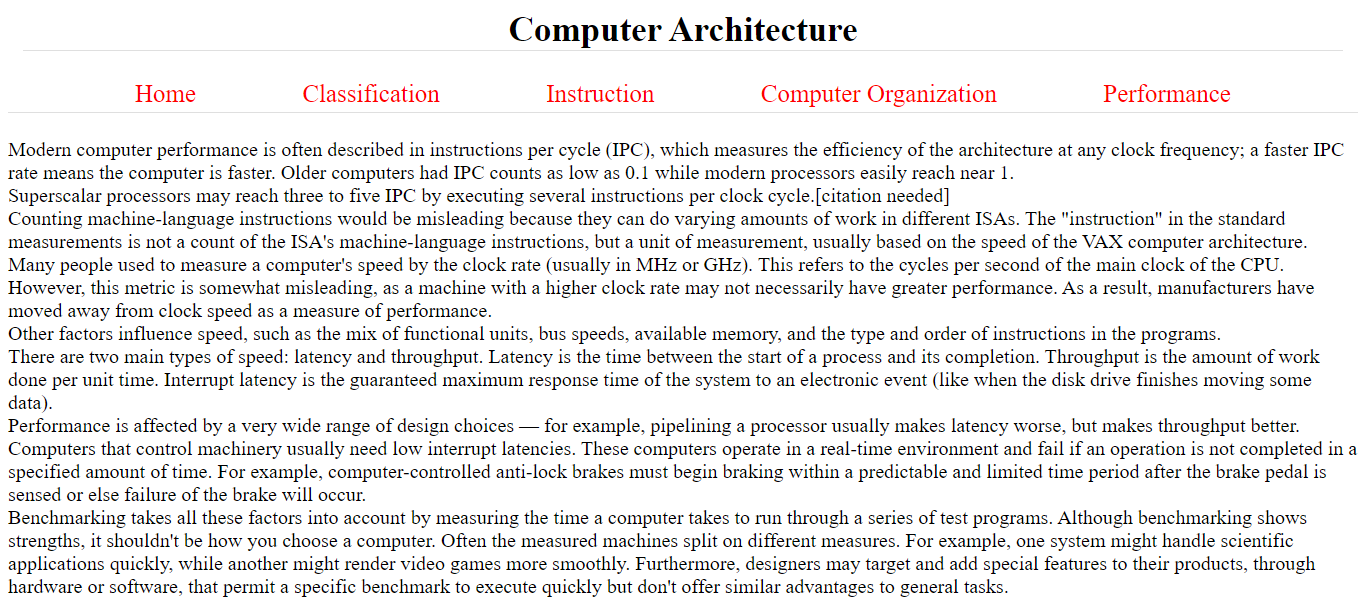 Computer Architecture
Home Classification Instruction Computer Organization Performance
Modern computer performance is often described in instructions per cycle (IPC), which measures the efficiency of the architecture at any clock frequency; a faster IPC
rate means the computer is faster. Older computers had IPC counts as low as 0.1 while modern processors easily reach near 1.
Superscalar processors may reach three to five IPC by executing several instructions per clock cycle.[citation needed]
Counting machine-language instructions would be misleading because they can do varying amounts of work in different ISAs. The "instruction" in the standard
measurements is not a count of the ISA's machine-language instructions, but a unit of measurement, usually based on the speed of the VAX computer architecture.
Many people used to measure a computer's speed by the clock rate (usually in MHz or GHz). This refers to the cycles per second of the main clock of the CPU.
However, this metric is somewhat misleading, as a machine with a higher clock rate may not necessarily have greater performance. As a result, manufacturers have
moved away from clock speed as a measure of performance.
Other factors influence speed, such as the mix of functional units, bus speeds, available memory, and the type and order of instructions in the programs.
There are two main types of speed: latency and throughput. Latency is the time between the start of a process and its completion. Throughput is the amount of work
done per unit time. Interrupt latency is the guaranteed maximum response time of the system to an electronic event (like when the disk drive finishes moving some
data).
Performance is affected by a very wide range of design choices — for example, pipelining a processor usually makes latency worse, but makes throughput better.
Computers that control machinery usually need low interrupt latencies. These computers operate in a real-time environment and fail if an operation is not completed in a
specified amount of time. For example, computer-controlled anti-lock brakes must begin braking within a predictable and limited time period after the brake pedal is
sensed or else failure of the brake will occur.
Benchmarking takes all these factors into account by measuring the time a computer takes to run through a series of test programs. Although benchmarking shows
strengths, it shouldn't be how you choose a computer. Often the measured machines split on different measures. For example, one system might handle scientific
applications quickly, while another might render video games more smoothly. Furthermore, designers may target and add special features to their products, through
hardware or software, that permit a specific benchmark to execute quickly but don't offer similar advantages to general tasks.